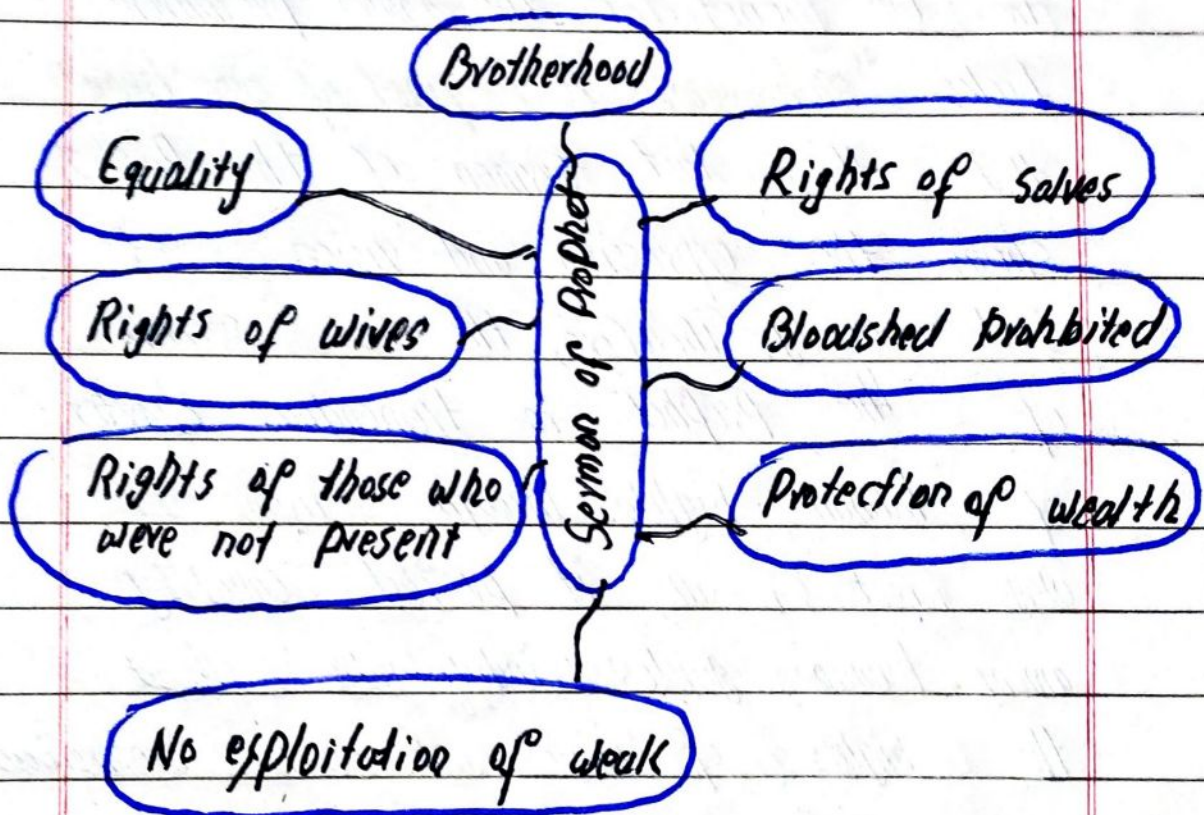 Brotherhood
Equality
Rights of salves
Sermon of Prophet
Rights of wives
Bloodshed Prohbited
Rights of those who
were not present
Protection of wealth
No exploitation of weak